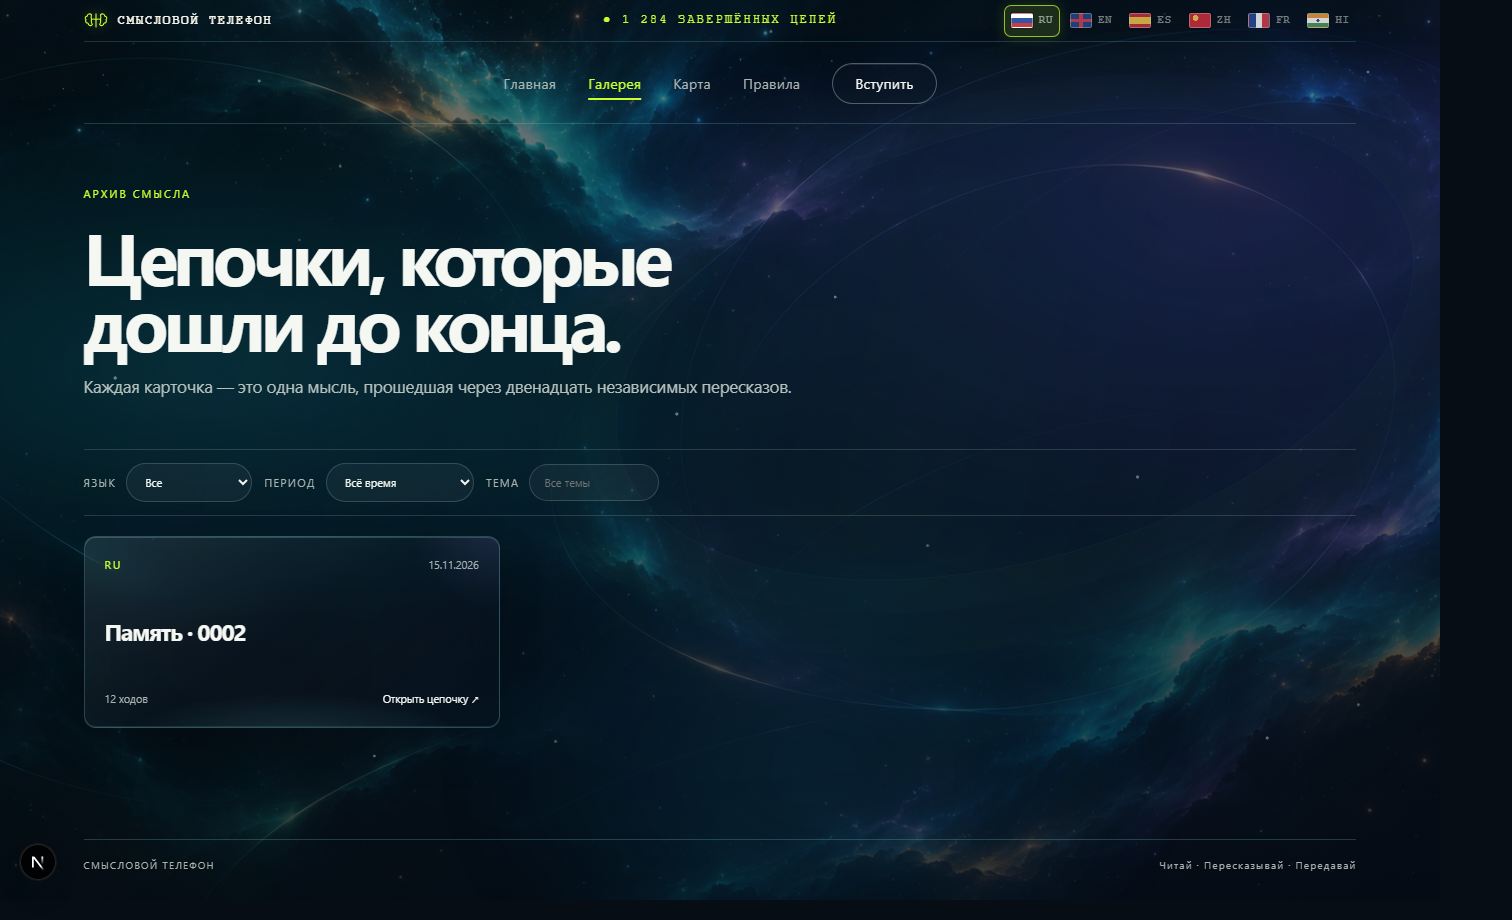 СМЫСЛОВОЙ ТЕЛЕФОН
● 1 284 ЗАВЕРШЁННЫХ ЦЕПЕЙ
RU EN ES ZH FR HI
Главная Галерея Карта Правила Вступить
АРХИВ СМЫСЛА
Цепочки, которые
дошли до конца.
Каждая карточка — это одна мысль, прошедшая через двенадцать независимых пересказов.
ЯЗЫК Все ПЕРИОД Всё время ТЕМА Все темы
RU 15.11.2026
Память · 0002
12 ходов Открыть цепочку ↗
N
СМЫСЛОВОЙ ТЕЛЕФОН Читай · Пересказывай · Передавай